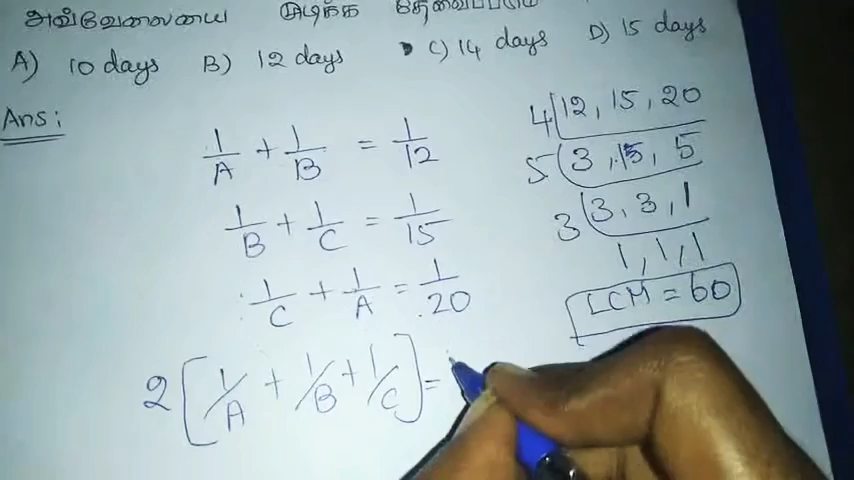 அவ்வேலையை முடிக்க தேவைப்படும்
A) 10 days B) 12 days C) 14 days D) 15 days
Ans:
1/A + 1/B = 1/12
1/B + 1/C = 1/15
1/C + 1/A = 1/20
2[1/A + 1/B + 1/C] =
4 12, 15, 20
5 3, 15, 5
3 3, 3, 1
1, 1, 1
LCM = 60